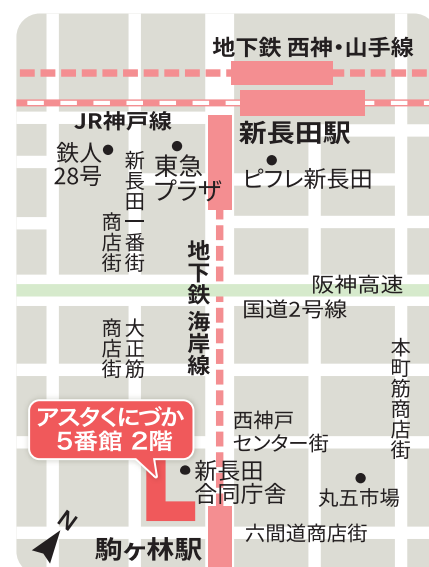 地下鉄 西神・山手線
JR神戸線
新長田駅
鉄人
28号
東急
プラザ
ピフレ新長田
新長田一番街
商店街
地下鉄 海岸線
阪神高速
国道2号線
大正筋
商店街
本町筋商店街
アスタくにづか
5番館 2階
西神戸
センター街
新長田
合同庁舎
丸五市場
六間道商店街
駒ヶ林駅
N